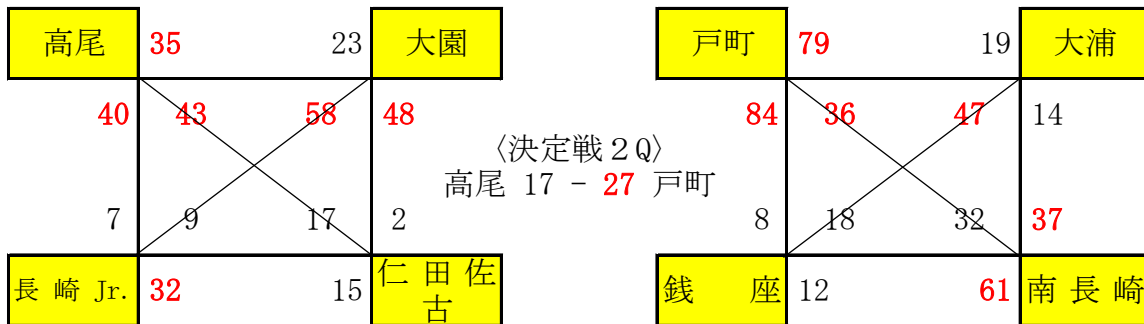 高尾 35 23 大園 戸町 79 19 大浦
40 43 58 48 84 36 47 14
〈決定戦２Q〉
高尾 17 - 27 戸町
7 9 17 2 8 18 32 37
長崎 Jr. 32 15 仁田佐古 銭座 12 61 南長崎